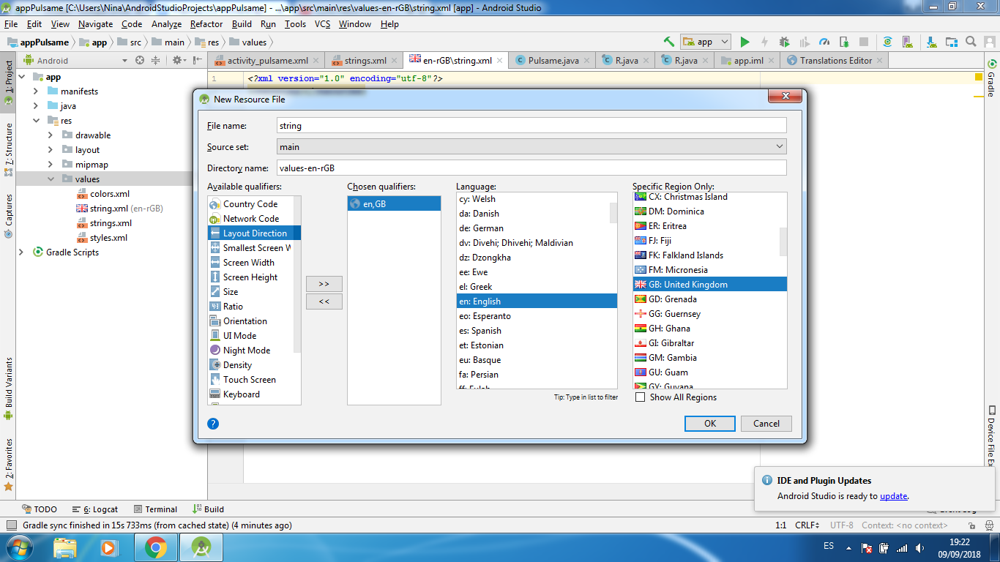 appPulsame [C:\Users\Nina\AndroidStudioProjects\appPulsame] - ...\app\src\main\res\values-en-rGB\string.xml [app] - Android Studio
File Edit View Navigate Code Analyze Refactor Build Run Tools VCS Window Help
appPulsame app src main res values app
Android activity_pulsame.xml strings.xml en-rGB\string.xml Pulsame.java R.java R.java app.iml Translations Editor
1: Project
7: Structure
Captures
Build Variants
2: Favorites
app
manifests
java
res
drawable
layout
mipmap
values
colors.xml
string.xml (en-rGB)
strings.xml
styles.xml
Gradle Scripts
1 <?xml version="1.0" encoding="utf-8"?>
New Resource File
File name: string
Source set: main
Directory name: values-en-rGB
Available qualifiers:
Country Code
Network Code
Layout Direction
Smallest Screen W
Screen Width
Screen Height
Size
Ratio
Orientation
UI Mode
Night Mode
Density
Touch Screen
Keyboard
>>
<<
Chosen qualifiers:
en,GB
Language:
cy: Welsh
da: Danish
de: German
dv: Divehi; Dhivehi; Maldivian
dz: Dzongkha
ee: Ewe
el: Greek
en: English
eo: Esperanto
es: Spanish
et: Estonian
eu: Basque
fa: Persian
ff: Fulah
Tip: Type in list to filter
Specific Region Only:
CX: Christmas Island
DM: Dominica
ER: Eritrea
FJ: Fiji
FK: Falkland Islands
FM: Micronesia
GB: United Kingdom
GD: Grenada
GG: Guernsey
GH: Ghana
GI: Gibraltar
GM: Gambia
GU: Guam
GY: Guyana
Show All Regions
?
OK Cancel
Gradle
Device File Ex
IDE and Plugin Updates
Android Studio is ready to update.
TODO 6: Logcat Terminal Build
Gradle sync finished in 15s 733ms (from cached state) (4 minutes ago) 1:1 CRLF UTF-8 Context: <no context>
ES 19:22
09/09/2018